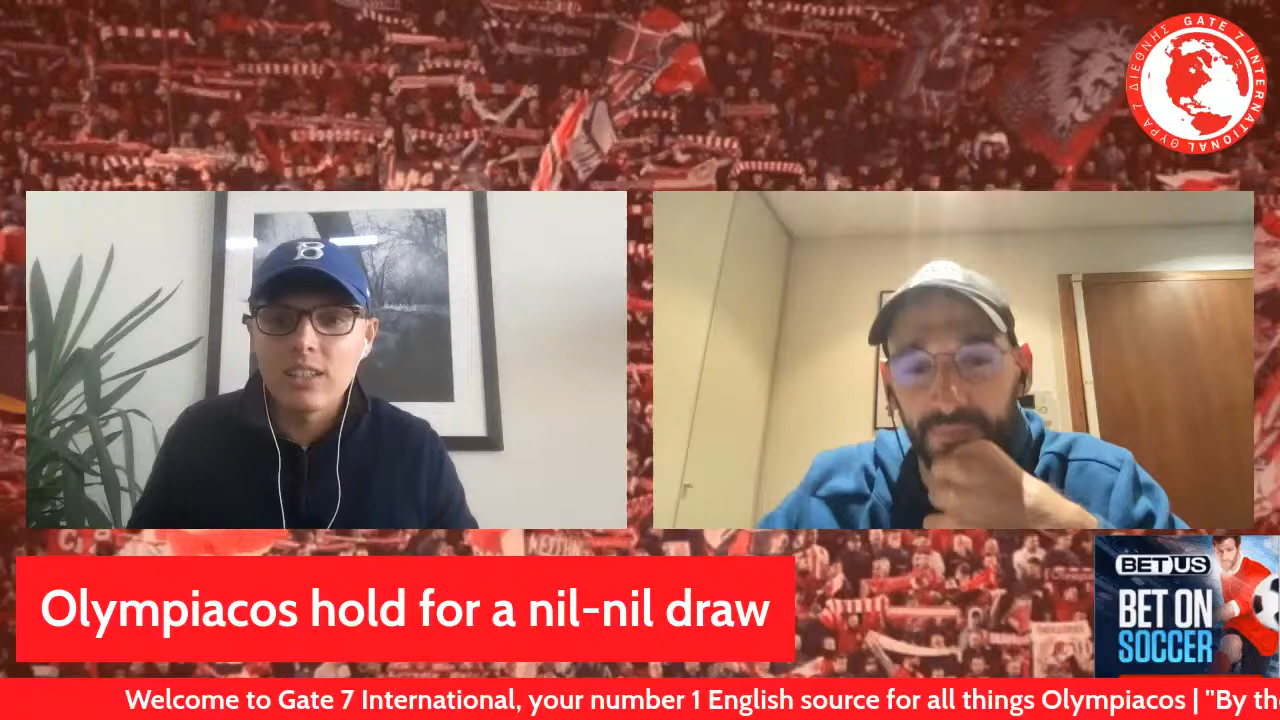 ΘΥΡΑ 7 ΔΙΕΘΝΗΣ GATE 7 INTERNATIONAL
B
Olympiacos hold for a nil-nil draw
BETUS
BET ON
SOCCER
Welcome to Gate 7 International, your number 1 English source for all things Olympiacos | "By th